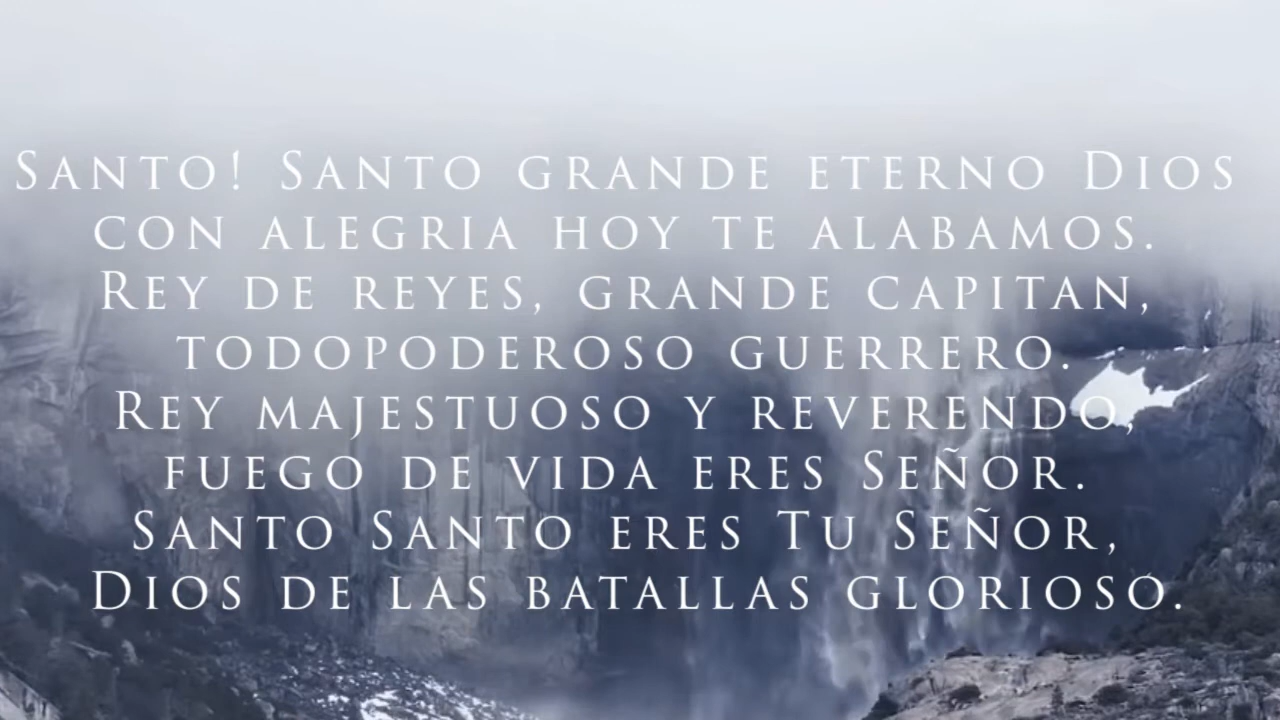 Santo! Santo grande eterno Dios
con alegria hoy te alabamos.
Rey de reyes, grande capitan,
todopoderoso guerrero.
Rey majestuoso y reverendo,
fuego de vida eres Señor.
Santo Santo eres Tu Señor,
Dios de las batallas glorioso.